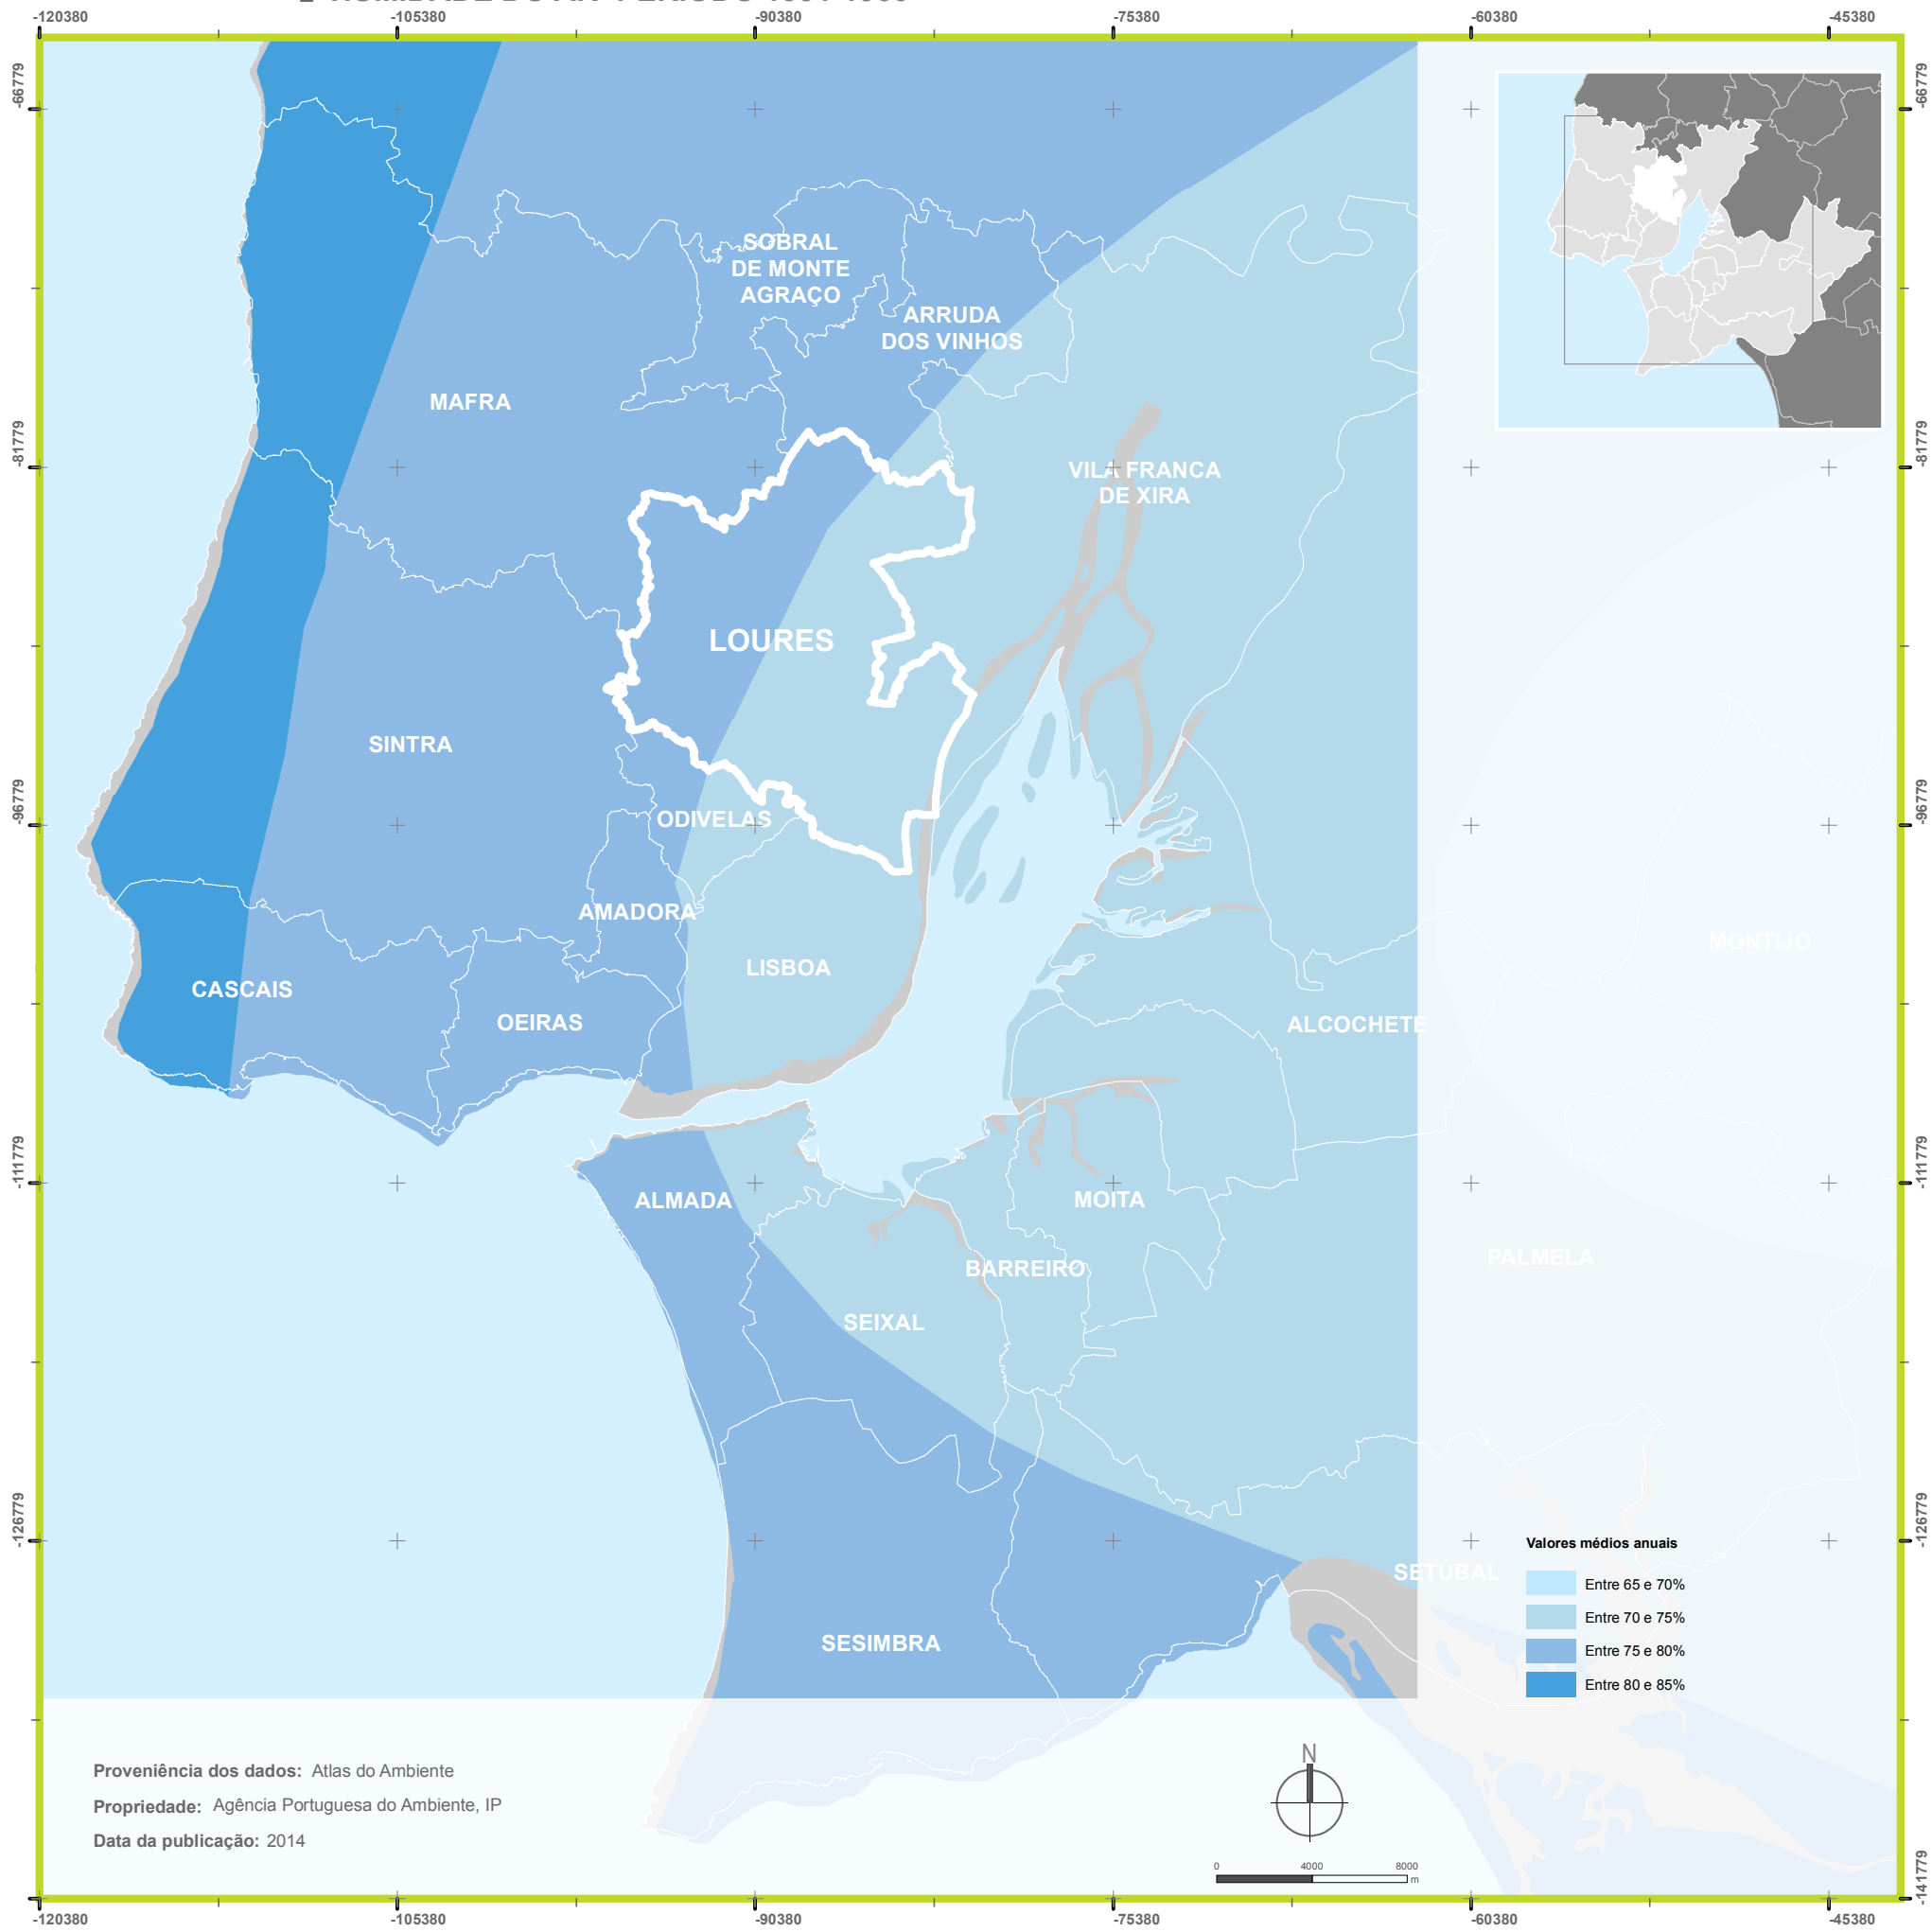 -120380
-105380
-90380
-75380
-60380
-45380
-66779
-66779
SOBRAL
DE MONTE
AGRAÇO
ARRUDA
DOS VINHOS
MAFRA
-81779
-81779
VILA FRANCA
DE XIRA
LOURES
SINTRA
-96779
-96779
ODIVELAS
AMADORA
MONTIJO
LISBOA
CASCAIS
OEIRAS
ALCOCHETE
-111779
-111779
ALMADA
MOITA
PALMELA
BARREIRO
SEIXAL
-126779
-126779
Valores médios anuais
SETÚBAL
Entre 65 e 70%
Entre 70 e 75%
SESIMBRA
Entre 75 e 80%
Entre 80 e 85%
N
Proveniência dos dados: Atlas do Ambiente
Propriedade: Agência Portuguesa do Ambiente, IP
Data da publicação: 2014
0 4000 8000
m
-141779
-120380
-105380
-90380
-75380
-60380
-45380